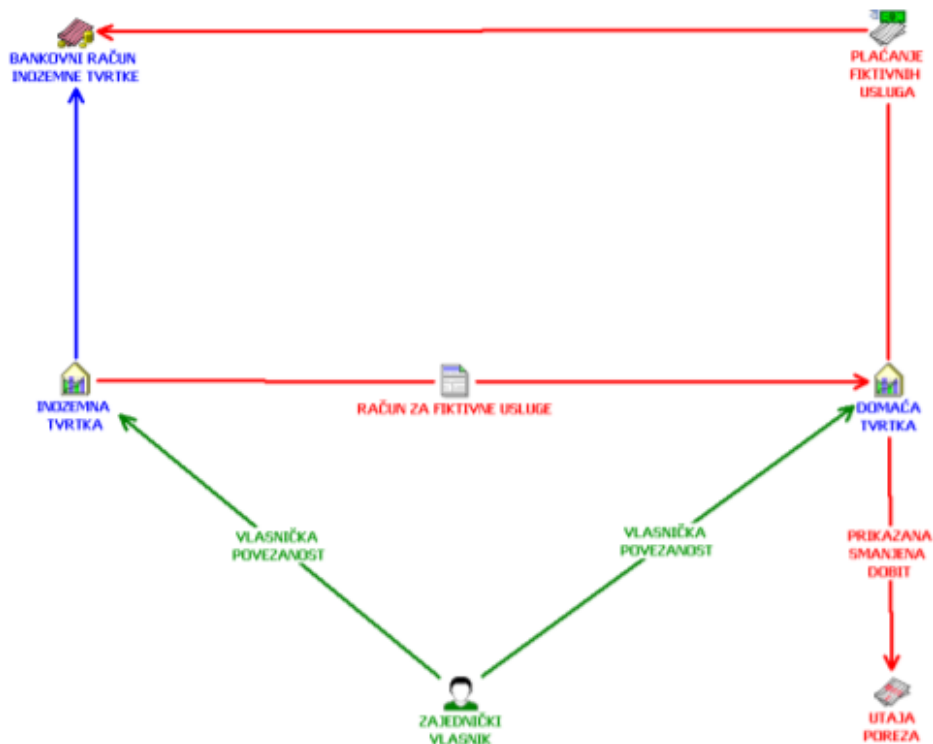 BANKOVNI RAČUN
INOZEMNE TVRTKE
PLAĆANJE
FIKTIVNIH
USLUGA
INOZEMNA
TVRTKA
RAČUN ZA FIKTIVNE USLUGE
DOMAĆA
TVRTKA
VLASNIČKA
POVEZANOST
VLASNIČKA
POVEZANOST
PRIKAZANA
SMANJENA
DOBIT
ZAJEDNIČKI
VLASNIK
UTAJA
POREZA